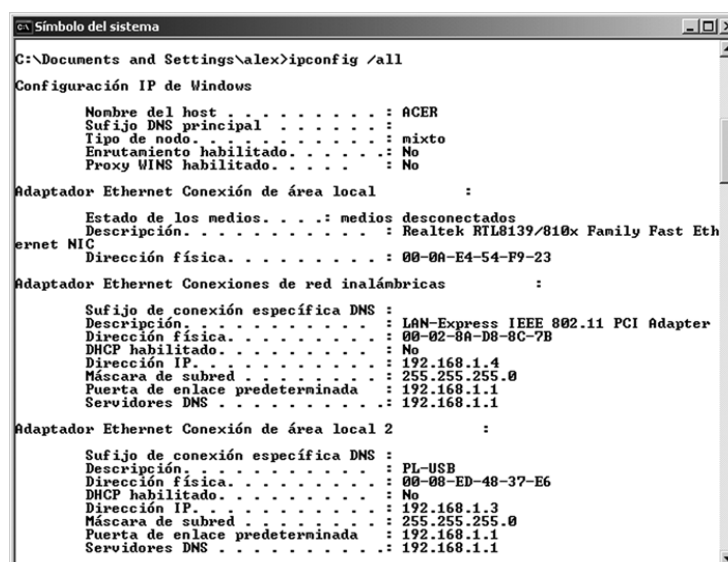 Símbolo del sistema
C:\Documents and Settings\alex>ipconfig /all
Configuración IP de Windows
Nombre del host . . . . . . . . . : ACER
Sufijo DNS principal . . . . . . :
Tipo de nodo. . . . . . . . . . . : mixto
Enrutamiento habilitado. . . . . .: No
Proxy WINS habilitado. . . . . : No
Adaptador Ethernet Conexión de área local :
Estado de los medios. . . .: medios desconectados
Descripción. . . . . . . . . . . : Realtek RTL8139/810x Family Fast Eth
ernet NIC
Dirección física. . . . . . . . . : 00-0A-E4-54-F9-23
Adaptador Ethernet Conexiones de red inalámbricas :
Sufijo de conexión específica DNS :
Descripción. . . . . . . . . . . : LAN-Express IEEE 802.11 PCI Adapter
Dirección física. . . . . . . . . : 00-02-8A-D8-8C-7B
DHCP habilitado. . . . . . . . . : No
Dirección IP. . . . . . . . . . . : 192.168.1.4
Máscara de subred . . . . . . . . : 255.255.255.0
Puerta de enlace predeterminada : 192.168.1.1
Servidores DNS . . . . . . . . . .: 192.168.1.1
Adaptador Ethernet Conexión de área local 2 :
Sufijo de conexión específica DNS :
Descripción. . . . . . . . . . . : PL-USB
Dirección física. . . . . . . . . : 00-08-ED-48-37-E6
DHCP habilitado. . . . . . . . . : No
Dirección IP. . . . . . . . . . . : 192.168.1.3
Máscara de subred . . . . . . . . : 255.255.255.0
Puerta de enlace predeterminada : 192.168.1.1
Servidores DNS . . . . . . . . . .: 192.168.1.1